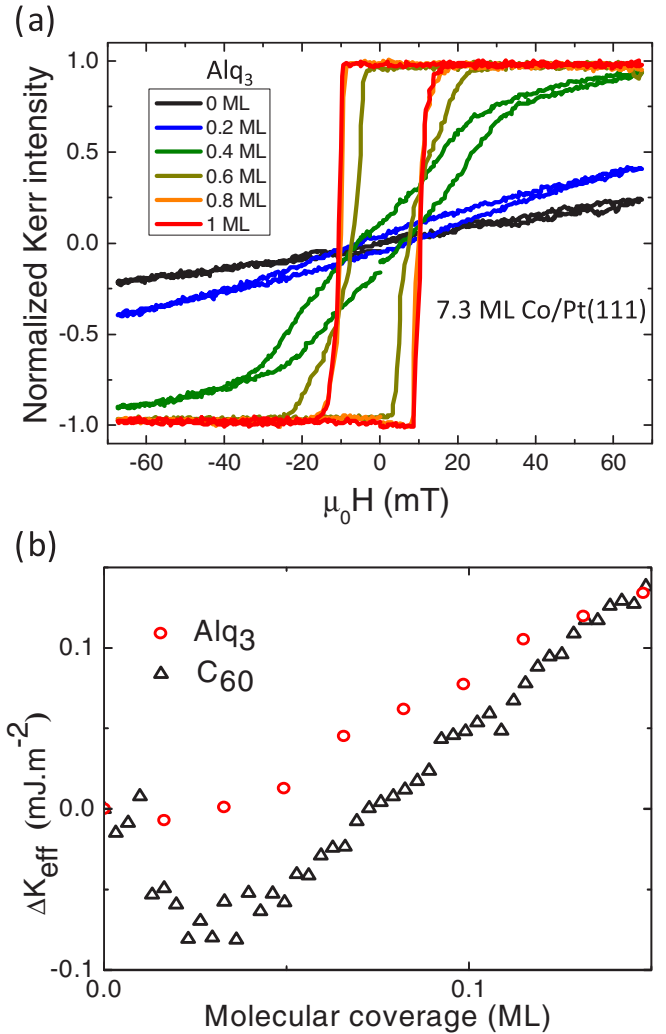 (a)
Normalized Kerr intensity
1.0
0.5
0.0
-0.5
-1.0
Alq₃
0 ML
0.2 ML
0.4 ML
0.6 ML
0.8 ML
1 ML
7.3 ML Co/Pt(111)
-60 -40 -20 0 20 40 60
μ₀H (mT)
(b)
ΔK_eff (mJ.m⁻²)
0.1
0.0
-0.1
Alq₃
C₆₀
0.0 0.1
Molecular coverage (ML)